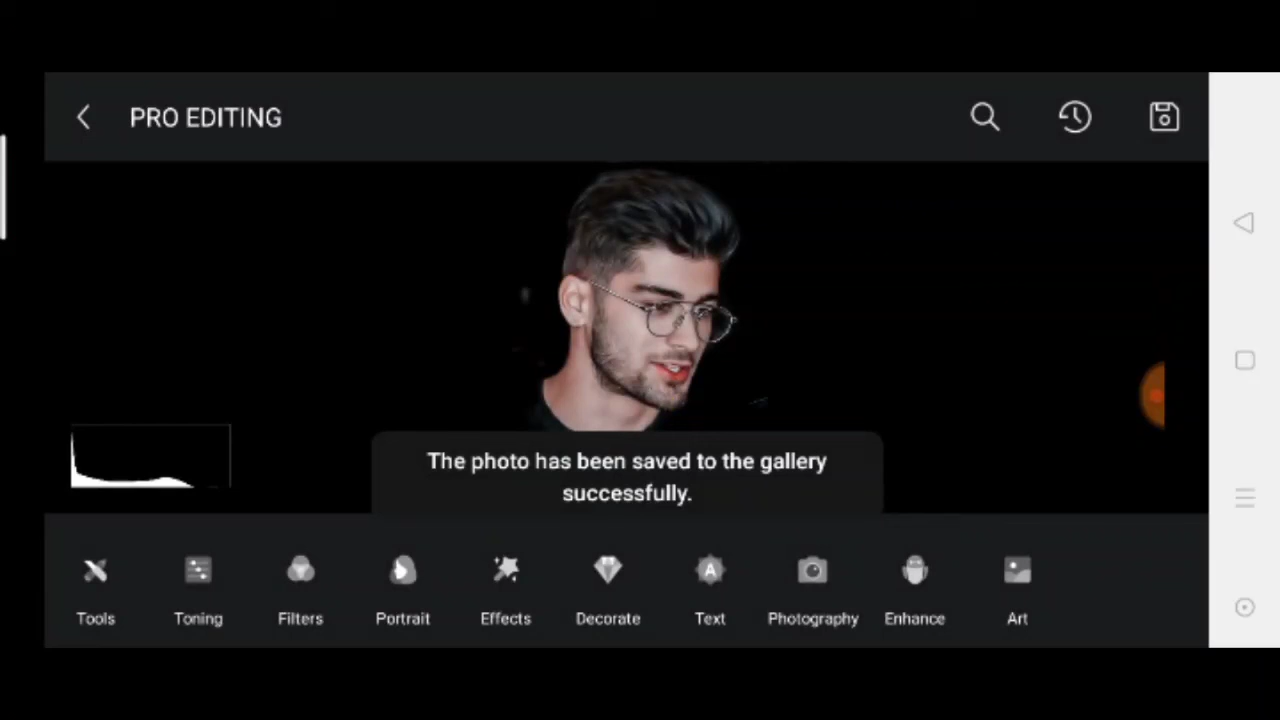 PRO EDITING
The photo has been saved to the gallery
successfully.
Tools
Toning
Filters
Portrait
Effects
Decorate
A
Text
Photography
Enhance
Art